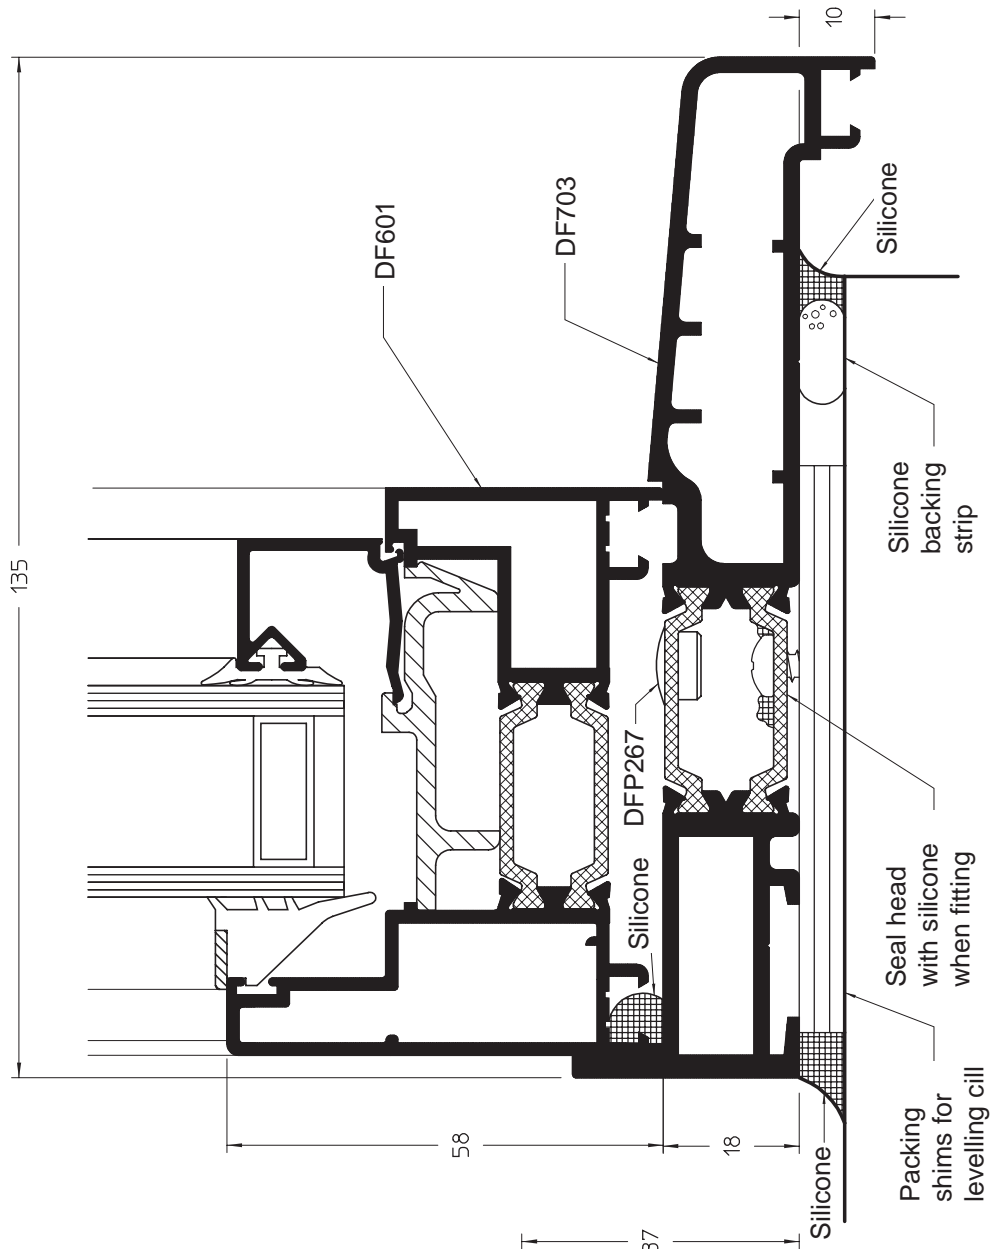 10
135
DF601
DF703
Silicone
Silicone
backing
strip
DFP267
Silicone
Seal head
with silicone
when fitting
58
18
Silicone
Packing
shims for
levelling cill